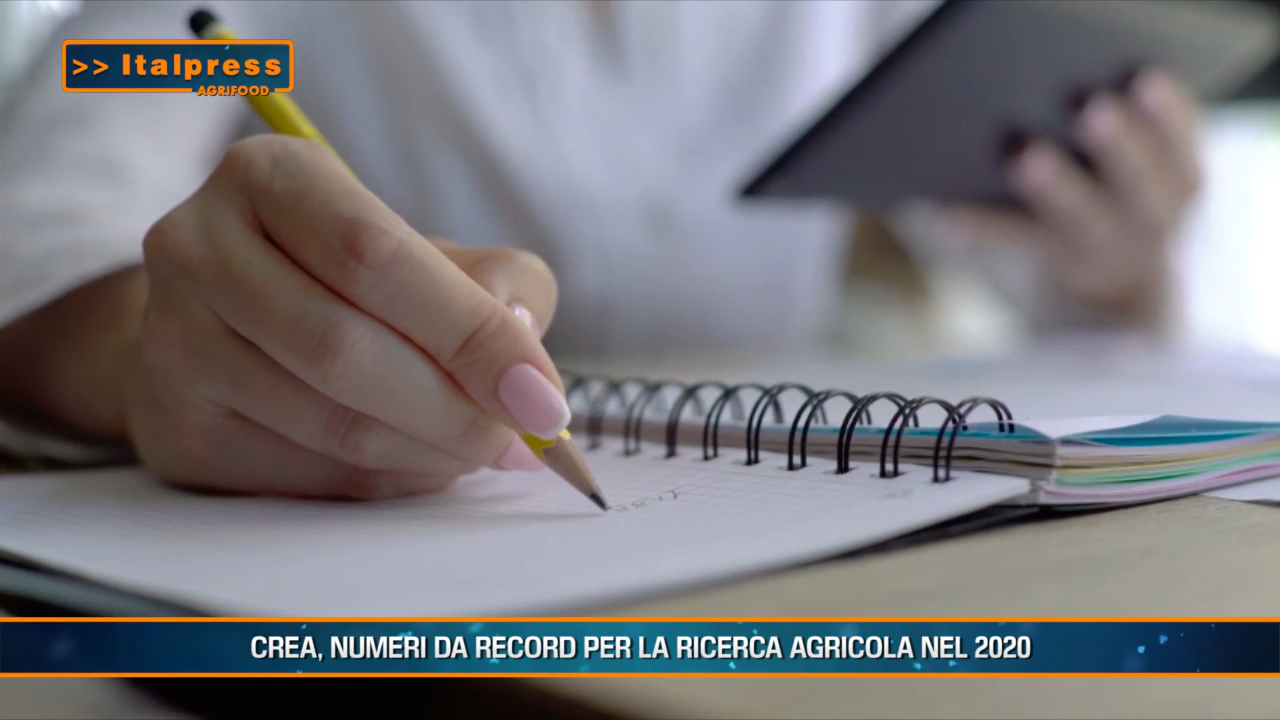 >> Italpress
AGRIFOOD
CREA, NUMERI DA RECORD PER LA RICERCA AGRICOLA NEL 2020